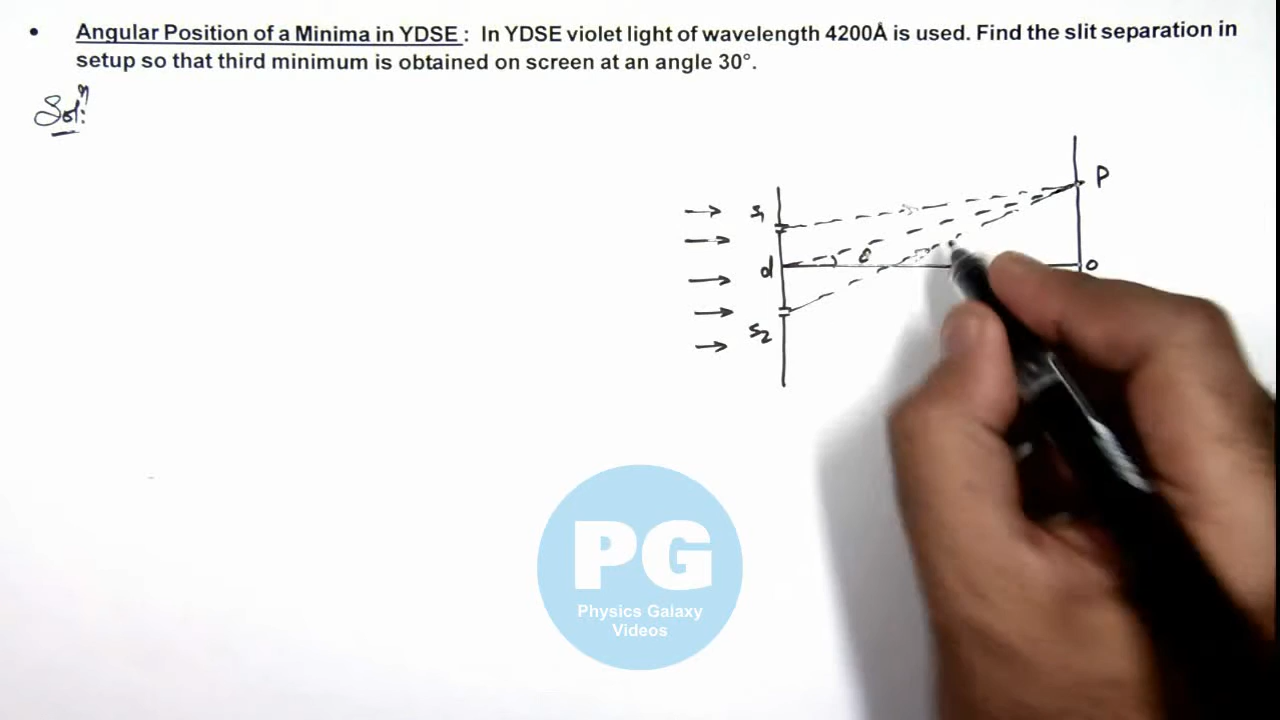 • Angular Position of a Minima in YDSE : In YDSE violet light of wavelength 4200Å is used. Find the slit separation in
setup so that third minimum is obtained on screen at an angle 30°.
Solⁿ:
P
S1
θ
d
O
S2
PG
Physics Galaxy
Videos